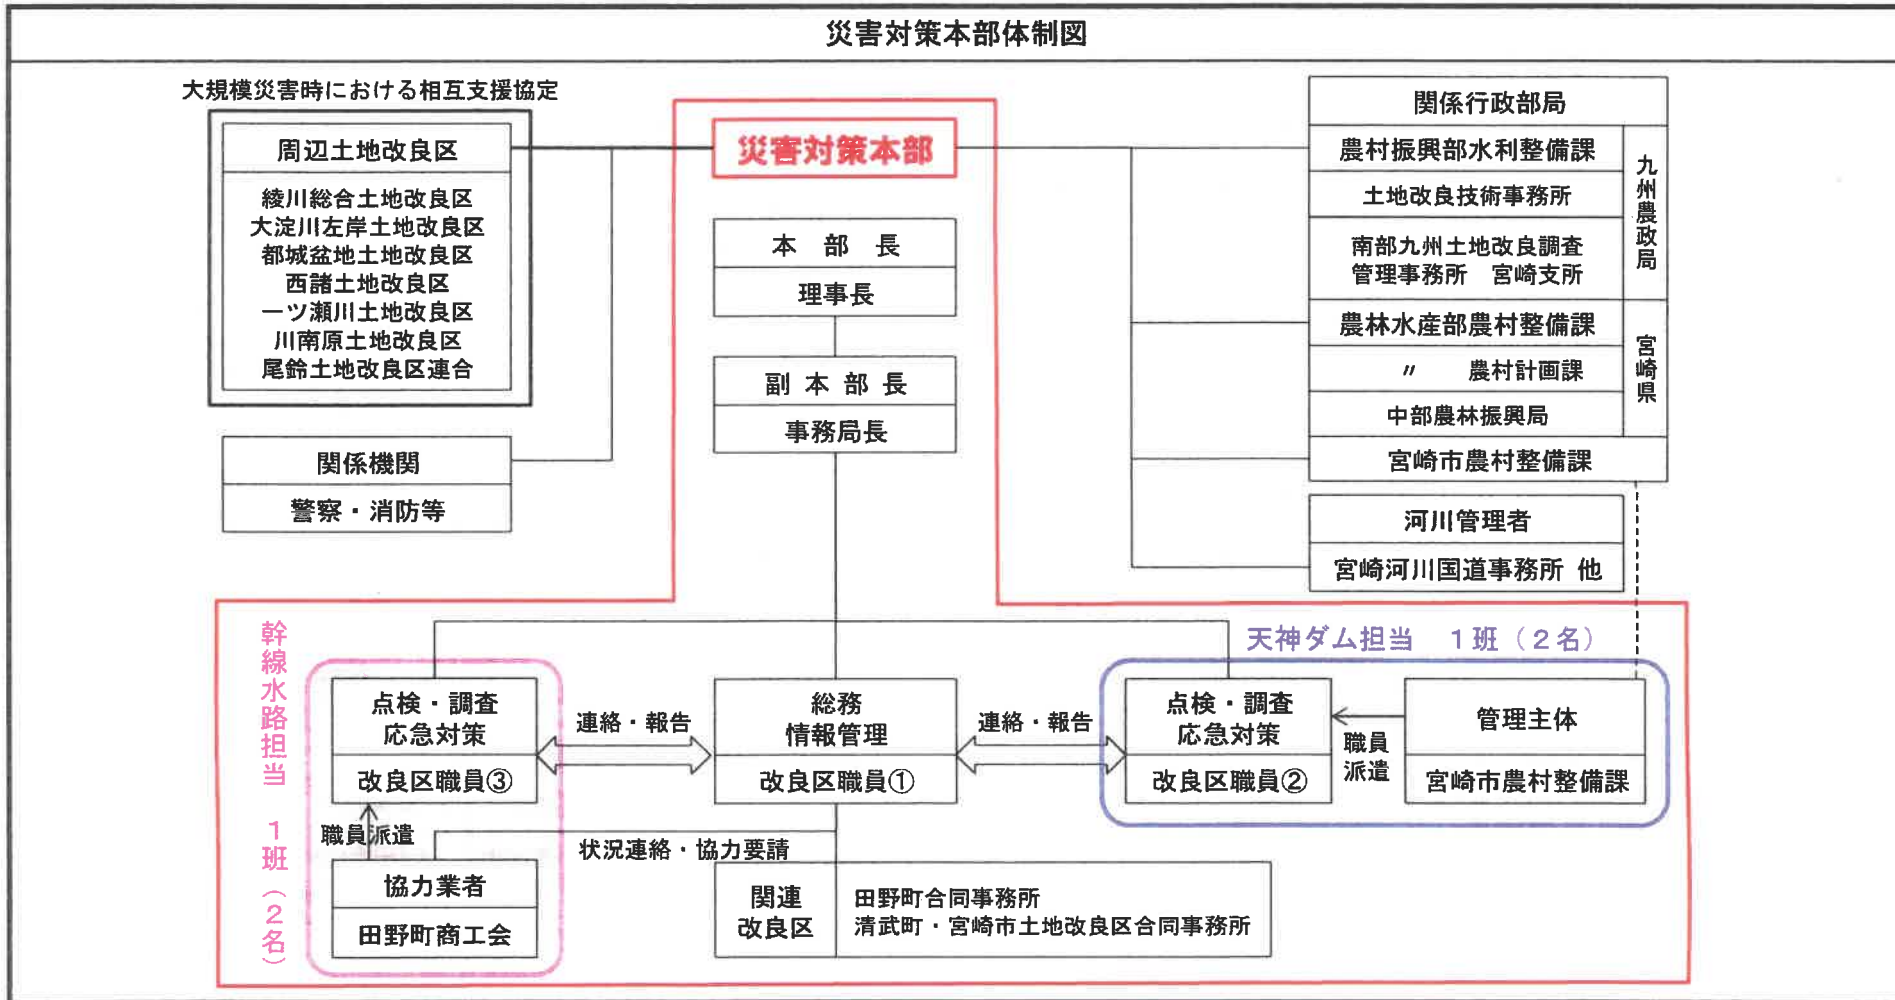 災害対策本部体制図
大規模災害時における相互支援協定
周辺土地改良区
綾川総合土地改良区
大淀川左岸土地改良区
都城盆地土地改良区
西諸土地改良区
一ツ瀬川土地改良区
川南原土地改良区
尾鈴土地改良区連合
関係機関
警察・消防等
災害対策本部
本 部 長
理事長
副 本 部 長
事務局長
関係行政部局
農村振興部水利整備課
土地改良技術事務所
南部九州土地改良調査
管理事務所 宮崎支所
九州農政局
農林水産部農村整備課
〃 農村計画課
中部農林振興局
宮崎県
宮崎市農村整備課
河川管理者
宮崎河川国道事務所 他
幹線水路担当 1班(2名)
点検・調査
応急対策
改良区職員③
職員派遣
協力業者
田野町商工会
連絡・報告
総務
情報管理
改良区職員①
状況連絡・協力要請
関連
改良区
田野町合同事務所
清武町・宮崎市土地改良区合同事務所
連絡・報告
天神ダム担当 1班(2名)
点検・調査
応急対策
改良区職員②
職員
派遣
管理主体
宮崎市農村整備課